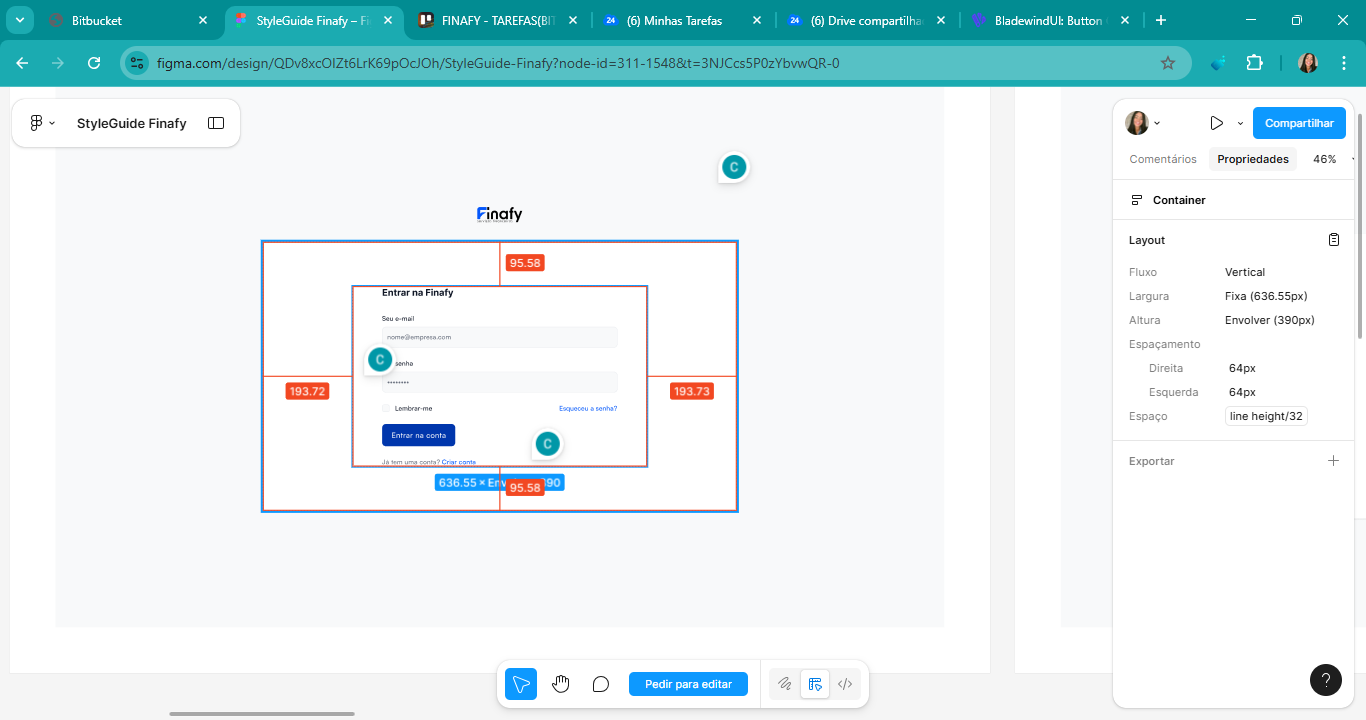 Bitbucket
StyleGuide Finafy – Fi
FINAFY - TAREFAS(BIT
24 (6) Minhas Tarefas
24 (6) Drive compartilha
BladewindUI: Button
figma.com/design/QDv8xcOIZt6LrK69pOcJOh/StyleGuide-Finafy?node-id=311-1548&t=3NJCcs5P0zYbvwQR-0
StyleGuide Finafy
Compartilhar
Comentários
Propriedades
46%
Container
Layout
Fluxo Vertical
Largura Fixa (636.55px)
Altura Envolver (390px)
Espaçamento
Direita 64px
Esquerda 64px
Espaço line height/32
Exportar
C
Finafy
95.58
Entrar na Finafy
Seu e-mail
nome@empresa.com
C
senha
••••••••
193.72
193.73
Lembrar-me
Esqueceu a senha?
Entrar na conta
C
Já tem uma conta? Criar conta
636.55 × Env
390
95.58
Pedir para editar
?